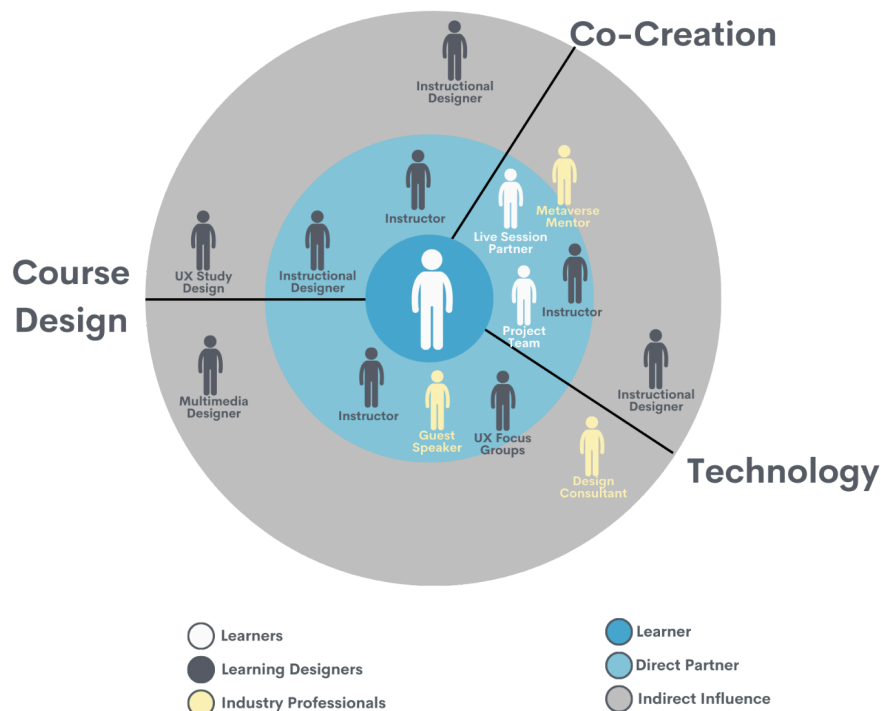 Co-Creation
Instructional
Designer
Instructor
Metaverse
Mentor
Live Session
Partner
UX Study
Design
Instructional
Designer
Course
Design
Instructor
Project
Team
Multimedia
Designer
Instructor
Instructional
Designer
Guest
Speaker
UX Focus
Groups
Technology
Design
Consultant
Learners
Learning Designers
Industry Professionals
Learner
Direct Partner
Indirect Influence